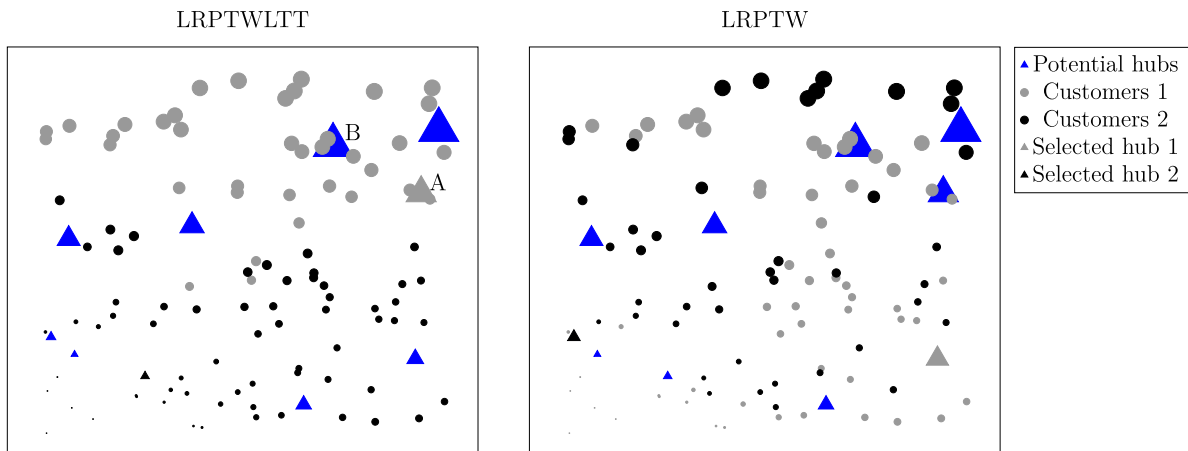 LRPTWLTT
LRPTW
B
A
Potential hubs
Customers 1
Customers 2
Selected hub 1
Selected hub 2